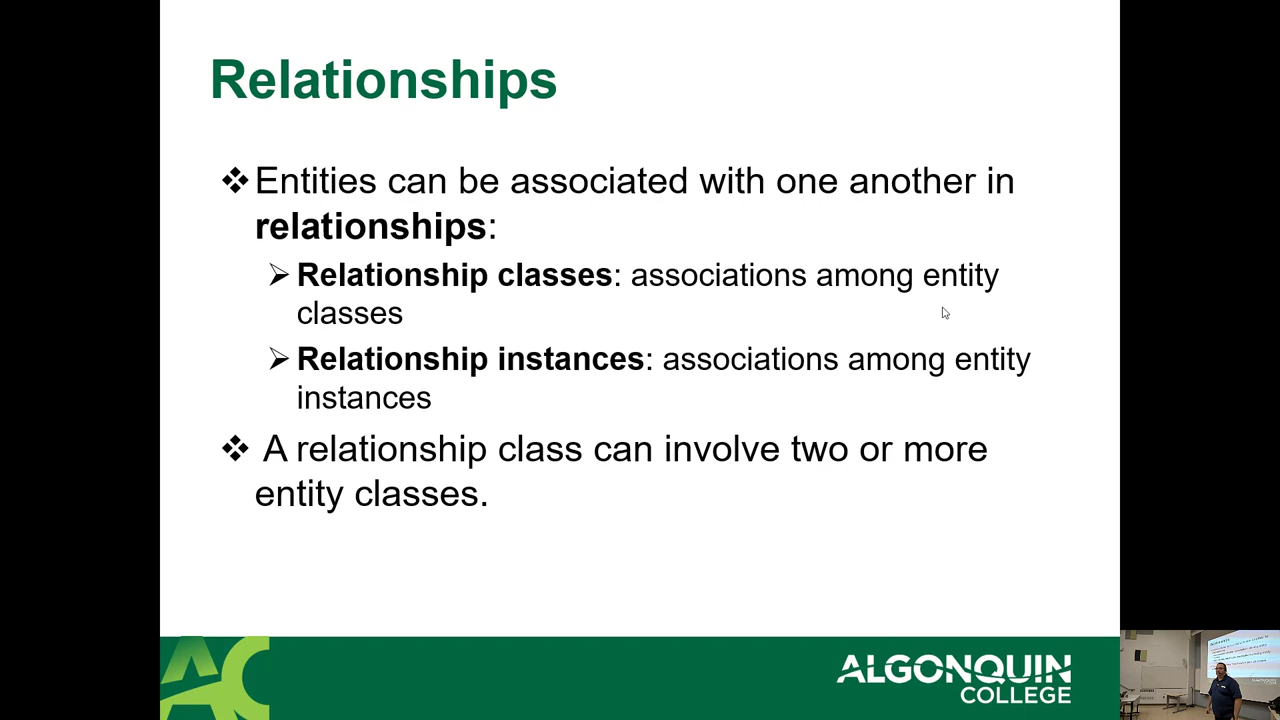 Relationships
❖ Entities can be associated with one another in
relationships:
➢ Relationship classes: associations among entity
classes
➢ Relationship instances: associations among entity
instances
❖ A relationship class can involve two or more
entity classes.
AC
ALGONQUIN
COLLEGE